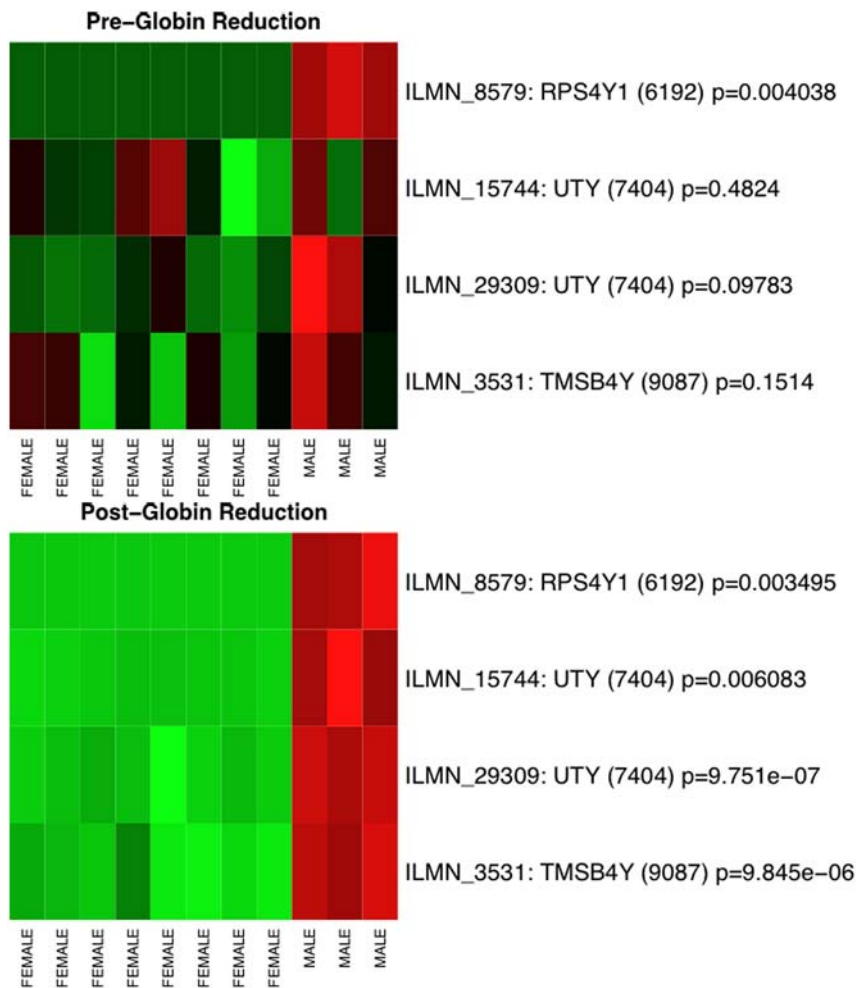 Pre−Globin Reduction
ILMN_8579: RPS4Y1 (6192) p=0.004038
ILMN_15744: UTY (7404) p=0.4824
ILMN_29309: UTY (7404) p=0.09783
ILMN_3531: TMSB4Y (9087) p=0.1514
FEMALE FEMALE FEMALE FEMALE FEMALE FEMALE FEMALE FEMALE MALE MALE MALE
Post−Globin Reduction
ILMN_8579: RPS4Y1 (6192) p=0.003495
ILMN_15744: UTY (7404) p=0.006083
ILMN_29309: UTY (7404) p=9.751e−07
ILMN_3531: TMSB4Y (9087) p=9.845e−06
FEMALE FEMALE FEMALE FEMALE FEMALE FEMALE FEMALE FEMALE MALE MALE MALE